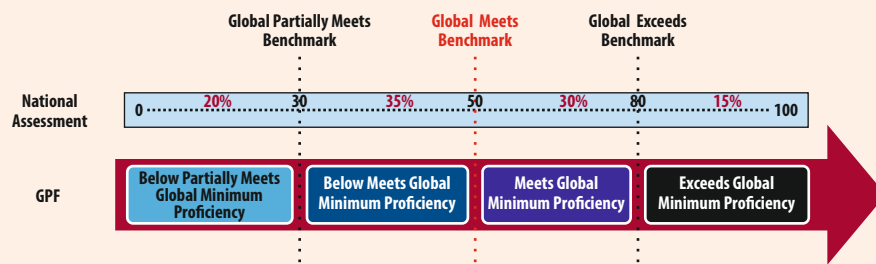 Global Partially Meets
Benchmark
Global Meets
Benchmark
Global Exceeds
Benchmark
National
Assessment
0 20% 30 35% 50 30% 80 15% 100
GPF
Below Partially Meets
Global Minimum
Proficiency
Below Meets Global
Minimum Proficiency
Meets Global
Minimum Proficiency
Exceeds Global
Minimum Proficiency